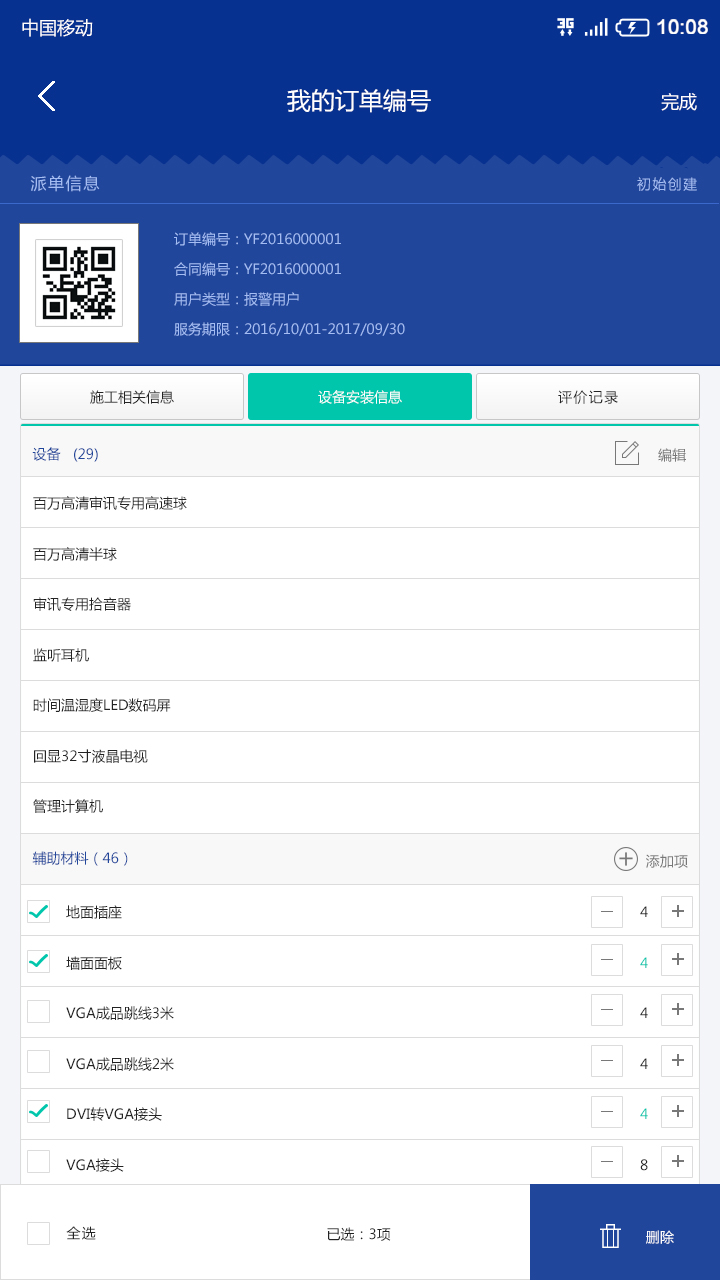 中国移动 3G 10:08
我的订单编号 完成
派单信息 初始创建
订单编号：YF2016000001
合同编号：YF2016000001
用户类型：报警用户
服务期限：2016/10/01-2017/09/30
施工相关信息 设备安装信息 评价记录
设备 (29) 编辑
百万高清审讯专用高速球
百万高清半球
审讯专用拾音器
监听耳机
时间温湿度LED数码屏
回显32寸液晶电视
管理计算机
辅助材料（46） 添加项
地面插座 4
墙面面板 4
VGA成品跳线3米 4
VGA成品跳线2米 4
DVI转VGA接头 4
VGA接头 8
全选 已选：3项 删除